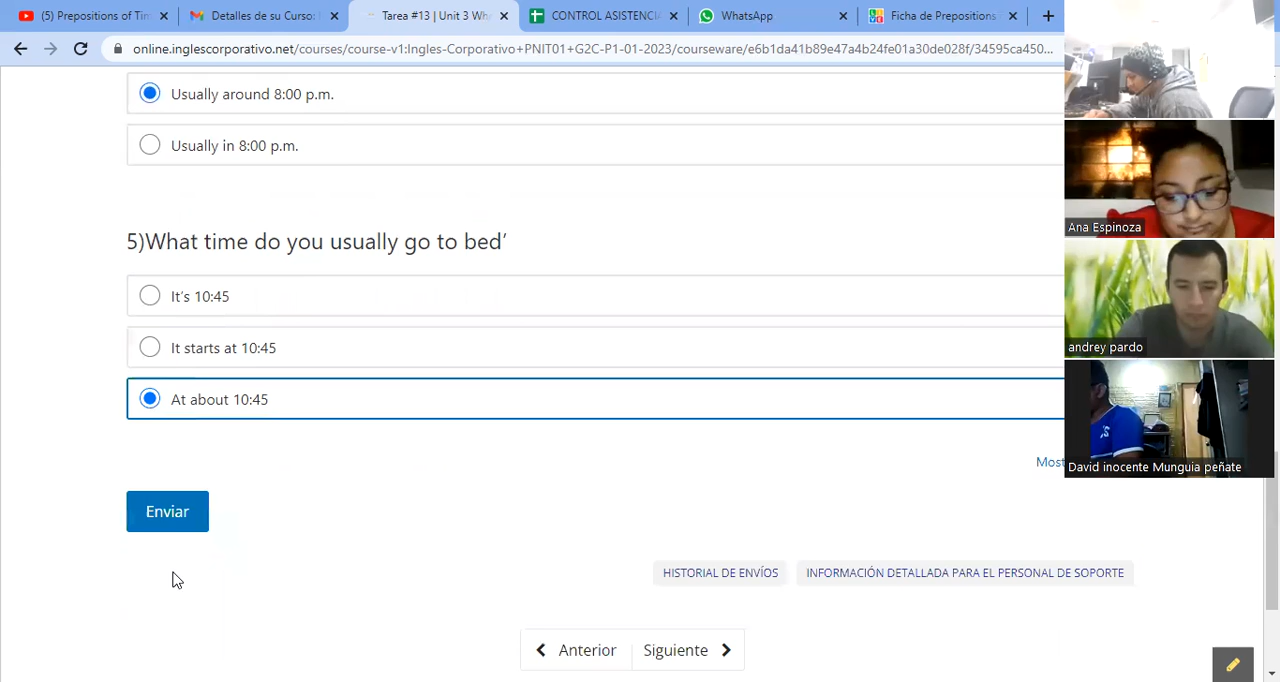 (5) Prepositions of Tim
Detalles de su Curso:
Tarea #13 | Unit 3 Wh
CONTROL ASISTENCI
WhatsApp
Ficha de Prepositions
online.inglescorporativo.net/courses/course-v1:Ingles-Corporativo+PNIT01+G2C-P1-01-2023/courseware/e6b1da41b89e47a4b24fe01a30de028f/34595ca450...
Usually around 8:00 p.m.
Usually in 8:00 p.m.
5)What time do you usually go to bed
It's 10:45
It starts at 10:45
At about 10:45
Most
Enviar
HISTORIAL DE ENVÍOS
INFORMACIÓN DETALLADA PARA EL PERSONAL DE SOPORTE
Anterior
Siguiente
Ana Espinoza
andrey pardo
David inocente Munguia peñate